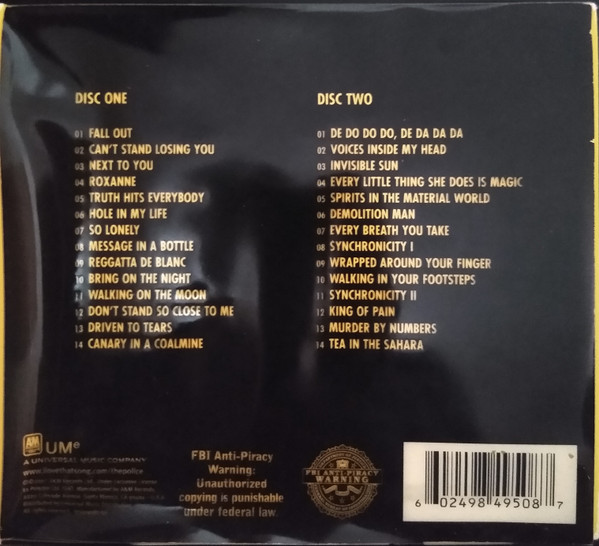 DISC ONE
01 FALL OUT
02 CAN'T STAND LOSING YOU
03 NEXT TO YOU
04 ROXANNE
05 TRUTH HITS EVERYBODY
06 HOLE IN MY LIFE
07 SO LONELY
08 MESSAGE IN A BOTTLE
09 REGGATTA DE BLANC
10 BRING ON THE NIGHT
11 WALKING ON THE MOON
12 DON'T STAND SO CLOSE TO ME
13 DRIVEN TO TEARS
14 CANARY IN A COALMINE
DISC TWO
01 DE DO DO DO, DE DA DA DA
02 VOICES INSIDE MY HEAD
03 INVISIBLE SUN
04 EVERY LITTLE THING SHE DOES IS MAGIC
05 SPIRITS IN THE MATERIAL WORLD
06 DEMOLITION MAN
07 EVERY BREATH YOU TAKE
08 SYNCHRONICITY I
09 WRAPPED AROUND YOUR FINGER
10 WALKING IN YOUR FOOTSTEPS
11 SYNCHRONICITY II
12 KING OF PAIN
13 MURDER BY NUMBERS
14 TEA IN THE SAHARA
A&M
UMe
A UNIVERSAL MUSIC COMPANY
www.ilovethatsong.com/thepolice
FBI Anti-Piracy
Warning:
Unauthorized
copying is punishable
under federal law.
FBI ANTI-PIRACY
WARNING
6 02498 49508 7